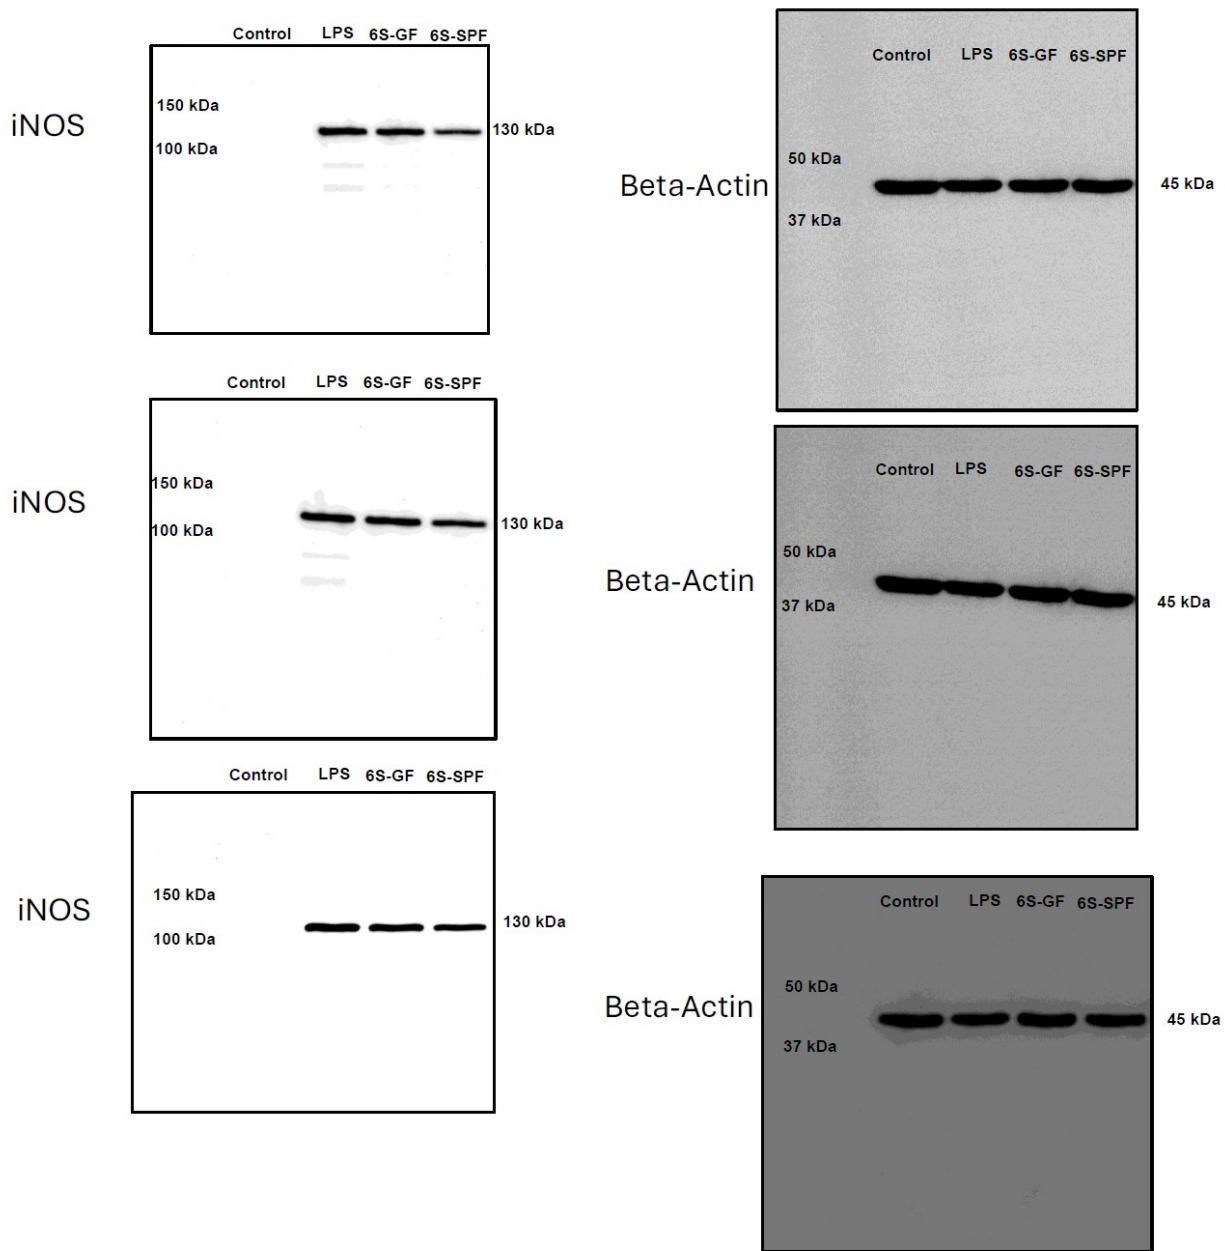 Control LPS 6S-GF 6S-SPF
iNOS
150 kDa
100 kDa
130 kDa
Control LPS 6S-GF 6S-SPF
Beta-Actin
50 kDa
37 kDa
45 kDa
Control LPS 6S-GF 6S-SPF
iNOS
150 kDa
100 kDa
130 kDa
Control LPS 6S-GF 6S-SPF
Beta-Actin
50 kDa
37 kDa
45 kDa
Control LPS 6S-GF 6S-SPF
iNOS
150 kDa
100 kDa
130 kDa
Control LPS 6S-GF 6S-SPF
Beta-Actin
50 kDa
37 kDa
45 kDa